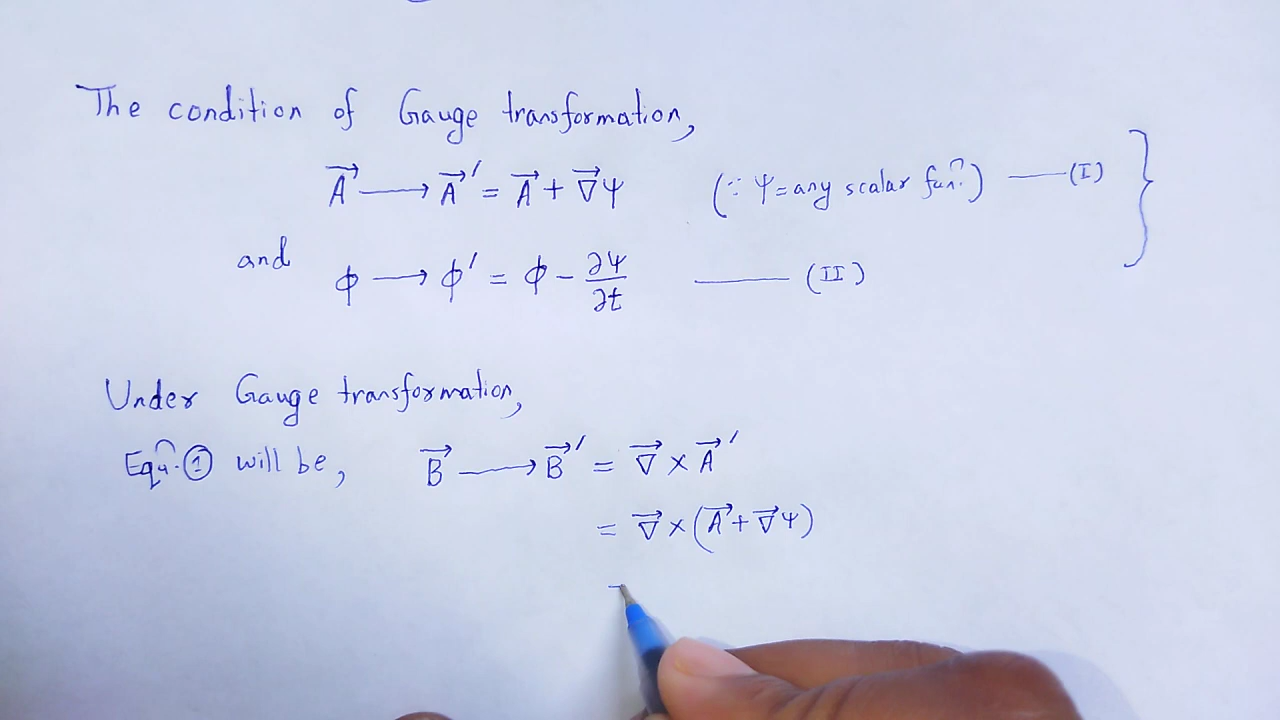 The condition of Gauge transformation,
A⃗ ⟶ A⃗′ = A⃗ + ∇⃗ψ (∵ ψ = any scalar funⁿ.) —— (I)
and ϕ ⟶ ϕ′ = ϕ − ∂ψ/∂t —— (II)
Under Gauge transformation,
Equⁿ. ① will be, B⃗ ⟶ B⃗′ = ∇⃗ × A⃗′
= ∇⃗ × (A⃗ + ∇⃗ψ)